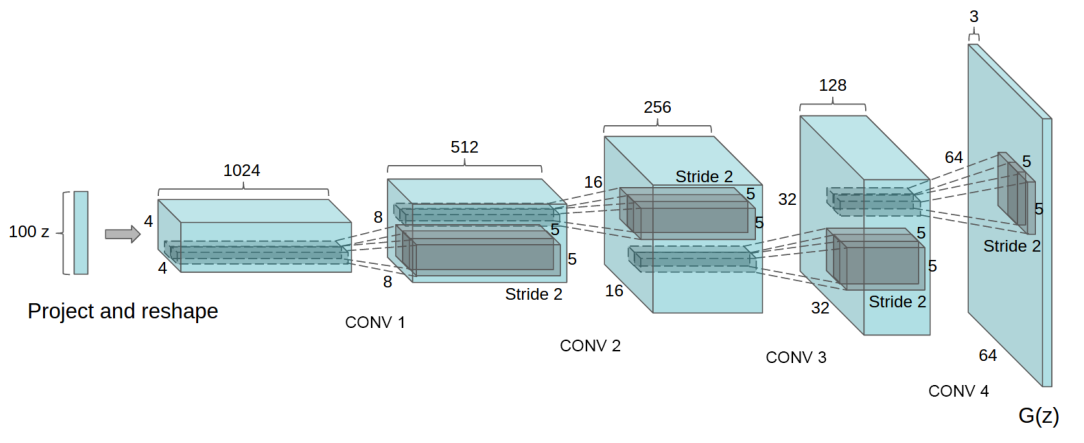 100 z
Project and reshape
1024
4
4
CONV 1
512
8
8
5
5
Stride 2
CONV 2
256
16
16
Stride 2
5
5
CONV 3
128
32
32
5
5
Stride 2
CONV 4
3
64
64
5
5
Stride 2
G(z)